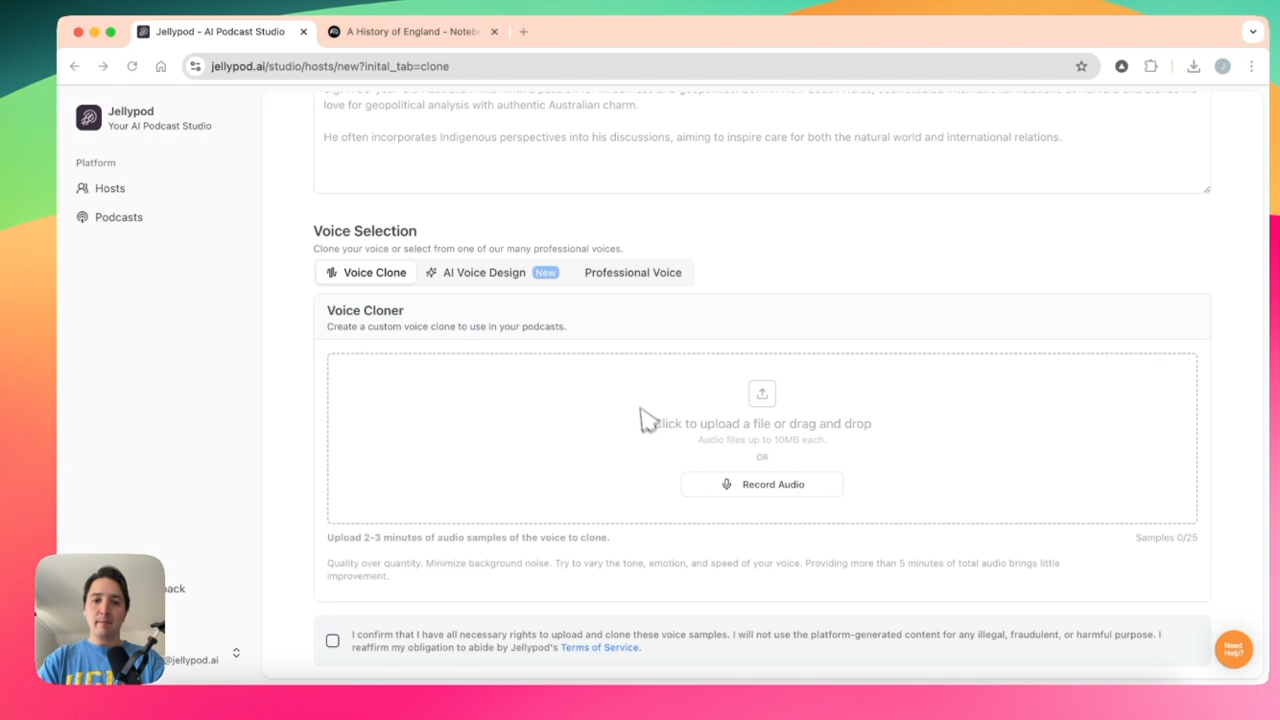 Jellypod - AI Podcast Studio
A History of England - Noteb
jellypod.ai/studio/hosts/new?inital_tab=clone
Jellypod
Your AI Podcast Studio
Platform
Hosts
Podcasts
love for geopolitical analysis with authentic Australian charm.
He often incorporates Indigenous perspectives into his discussions, aiming to inspire care for both the natural world and international relations.
Voice Selection
Clone your voice or select from one of our many professional voices.
Voice Clone
AI Voice Design New
Professional Voice
Voice Cloner
Create a custom voice clone to use in your podcasts.
Click to upload a file or drag and drop
Audio files up to 10MB each.
OR
Record Audio
Upload 2-3 minutes of audio samples of the voice to clone.
Samples 0/25
Quality over quantity. Minimize background noise. Try to vary the tone, emotion, and speed of your voice. Providing more than 5 minutes of total audio brings little
improvement.
I confirm that I have all necessary rights to upload and clone these voice samples. I will not use the platform-generated content for any illegal, fraudulent, or harmful purpose. I
reaffirm my obligation to abide by Jellypod's Terms of Service.
ack
@jellypod.ai
Need
Help?